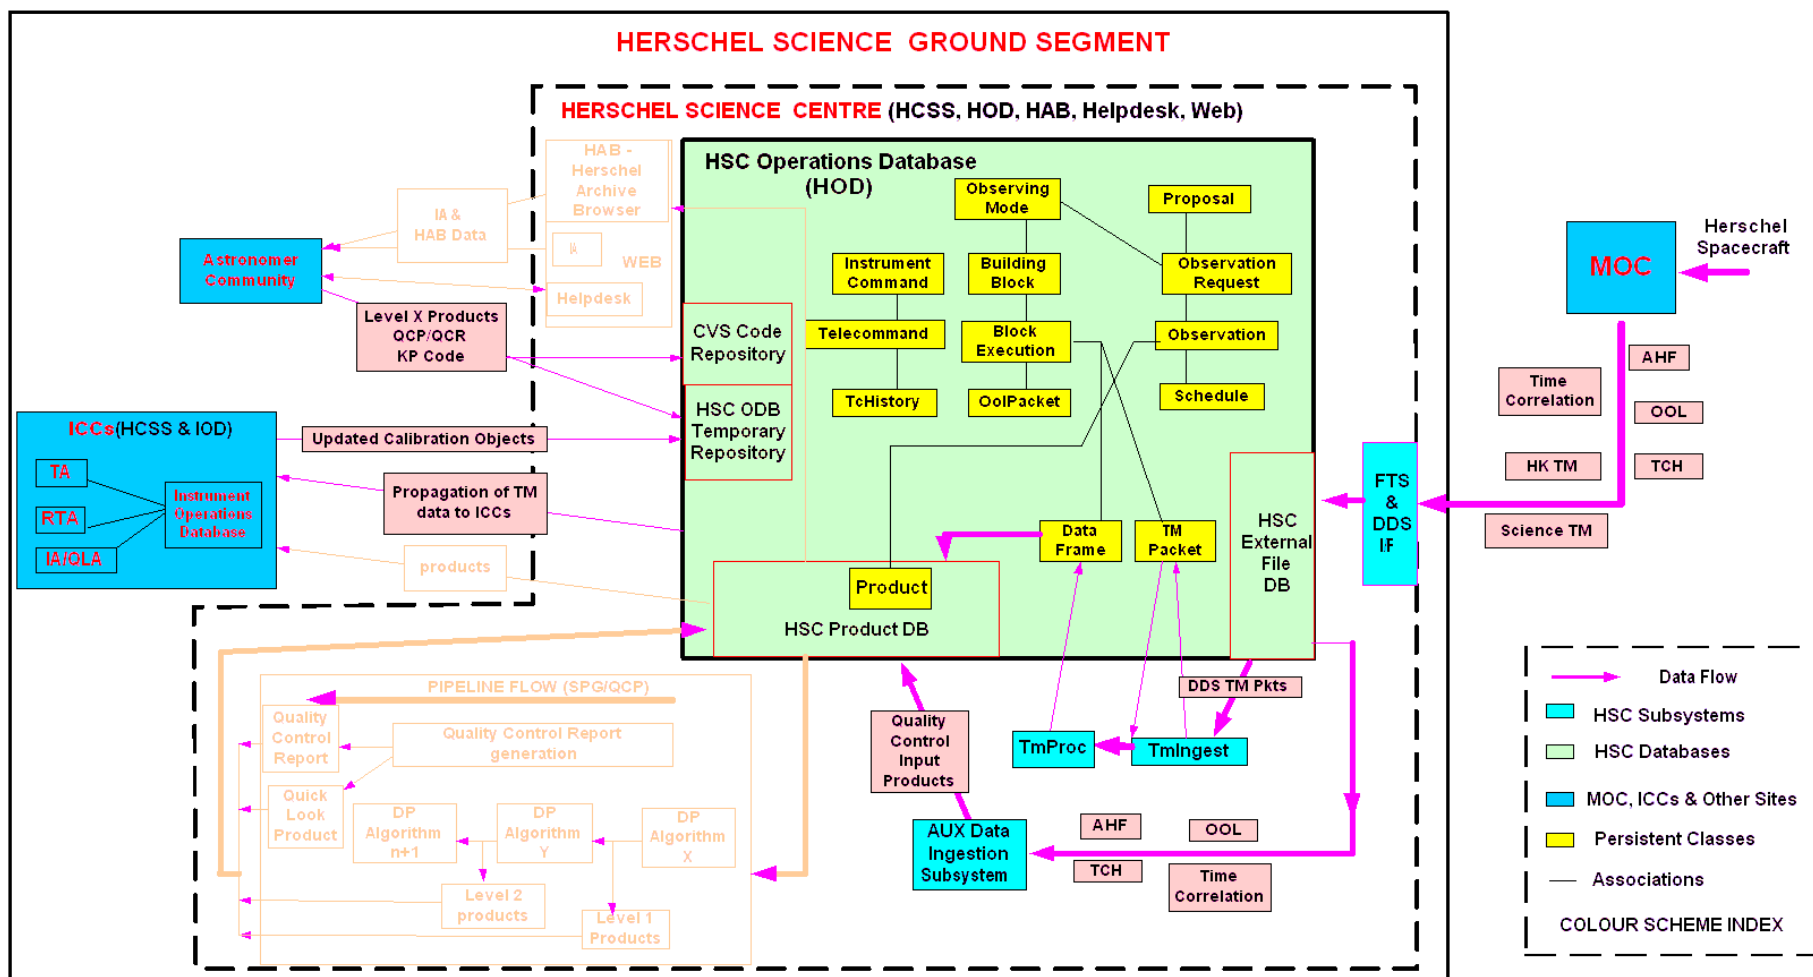 HERSCHEL SCIENCE GROUND SEGMENT
HERSCHEL SCIENCE CENTRE (HCSS, HOD, HAB, Helpdesk, Web)
HAB -
Herschel
Archive
Browser
IA &
HAB Data
IA
WEB
Helpdesk
Astronomer
Community
Level X Products
QCP/QCR
KP Code
HSC Operations Database
(HOD)
Observing
Mode
Proposal
Instrument
Command
Building
Block
Observation
Request
Telecommand
Block
Execution
Observation
TcHistory
OolPacket
Schedule
CVS Code
Repository
HSC ODB
Temporary
Repository
ICCs(HCSS & IOD)
TA
RTA
IA/QLA
Instrument
Operations
Database
Updated Calibration Objects
Propagation of TM
data to ICCs
products
Data
Frame
TM
Packet
Product
HSC Product DB
HSC
External
File
DB
FTS
&
DDS
I/F
MOC
Herschel
Spacecraft
AHF
Time
Correlation
OOL
HK TM
TCH
Science TM
PIPELINE FLOW (SPG/QCP)
Quality
Control
Report
Quality Control Report
generation
Quick
Look
Product
DP
Algorithm
n+1
DP
Algorithm
Y
DP
Algorithm
X
Level 2
products
Level 1
Products
Quality
Control
Input
Products
DDS TM Pkts
TmProc
TmIngest
AUX Data
Ingestion
Subsystem
AHF
OOL
TCH
Time
Correlation
Data Flow
HSC Subsystems
HSC Databases
MOC, ICCs & Other Sites
Persistent Classes
Associations
COLOUR SCHEME INDEX